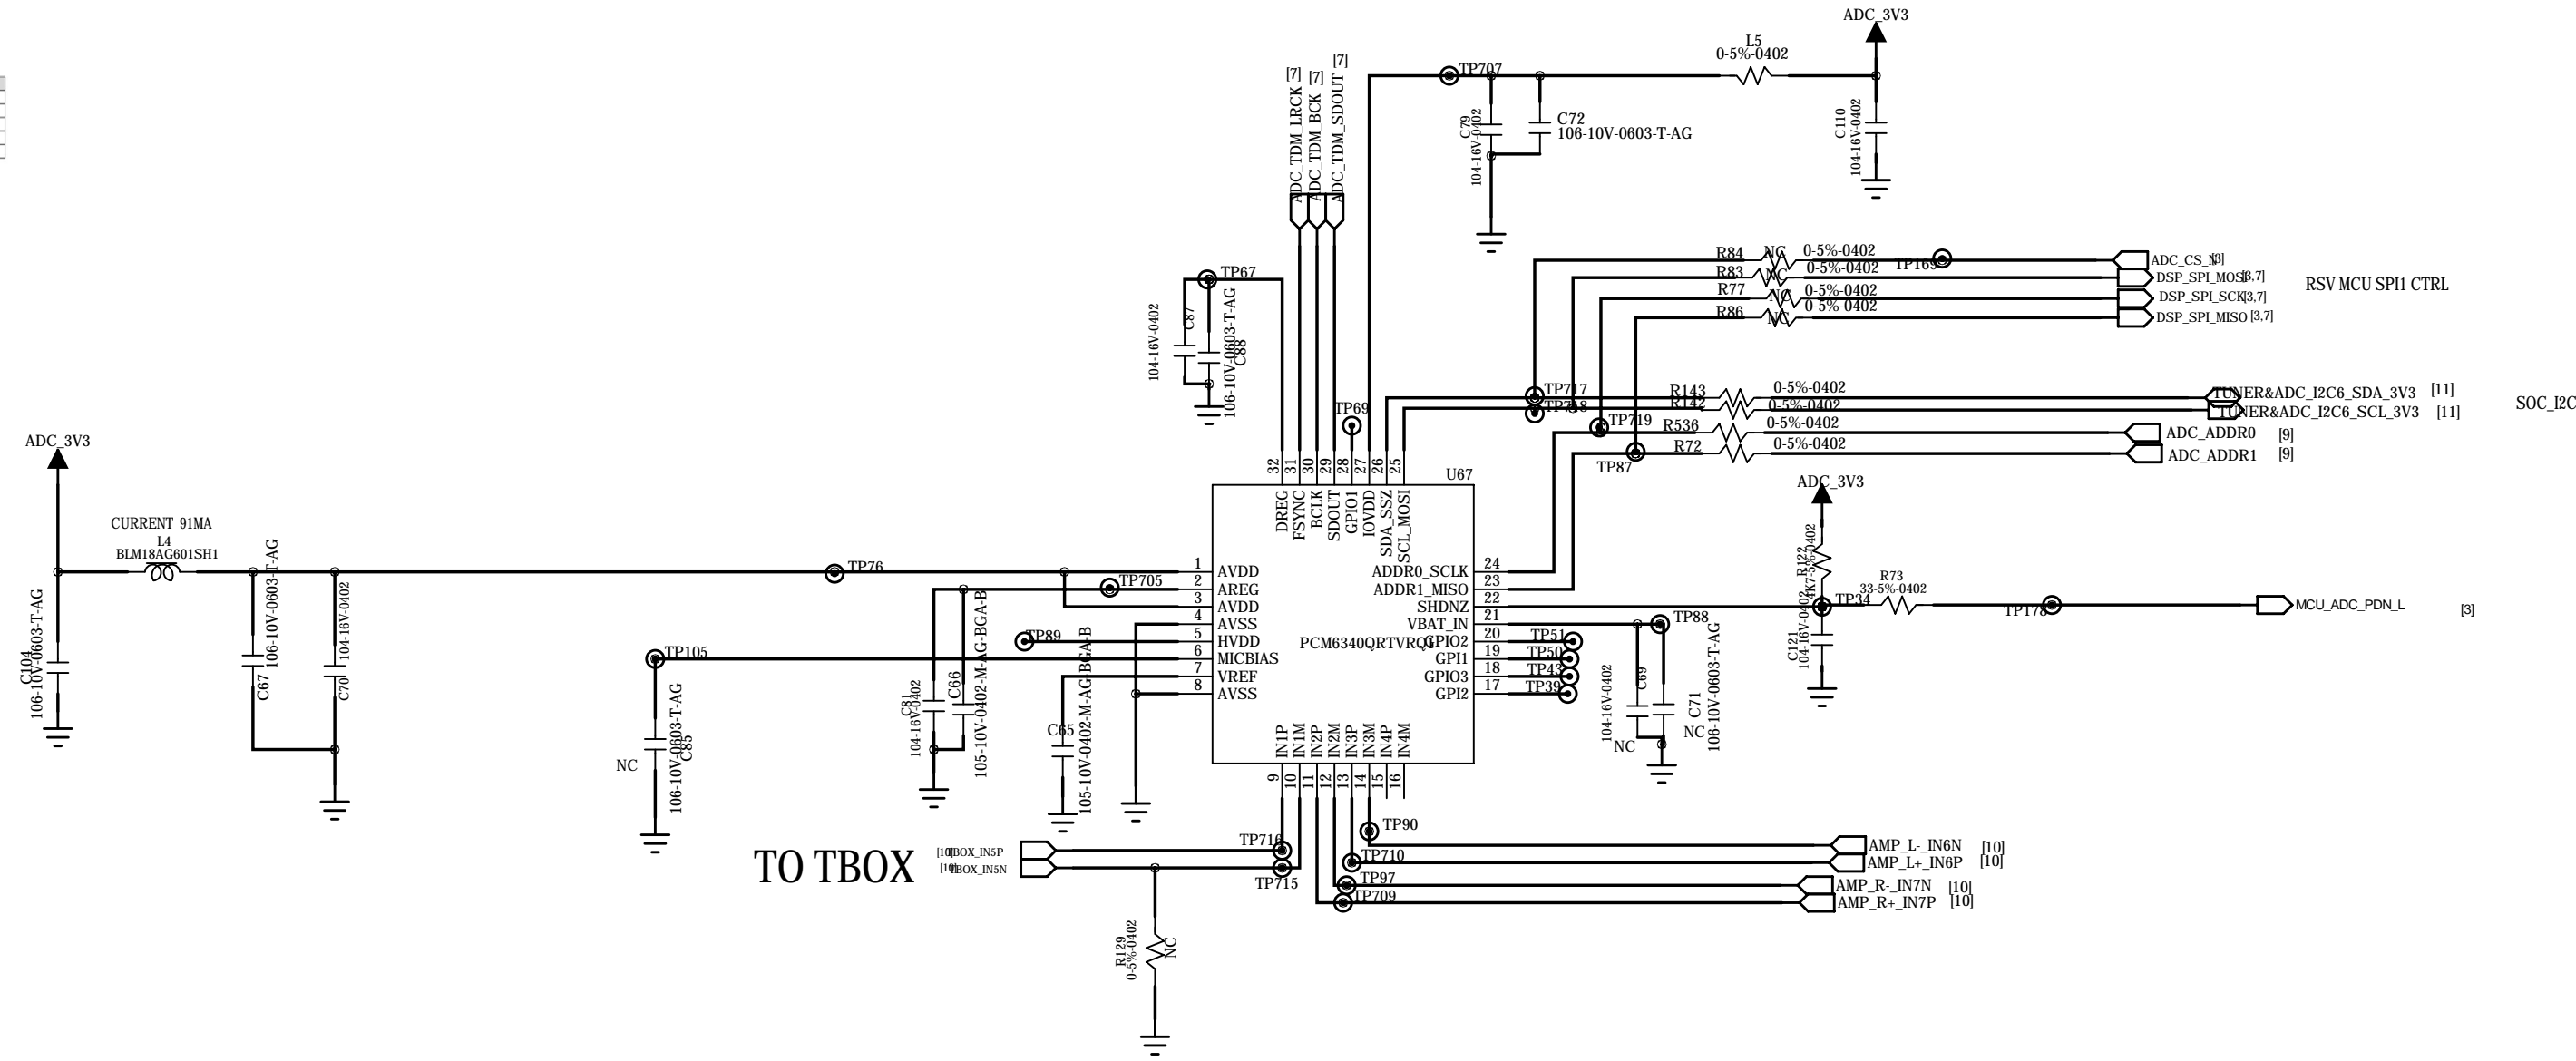 ADC_3V3
L5
0-5%-0402
TP707
C79
104-16V-0402
C72
106-10V-0603-T-AG
C110
104-16V-0402
ADC_TDM_LRCK [7]
ADC_TDM_BCK [7]
ADC_TDM_SDOUT [7]
TP67
104-16V-0402
C87
106-10V-0603-T-AG
C88
R84 NC 0-5%-0402 TP169 ADC_CS_N [3]
R83 NC 0-5%-0402 DSP_SPI_MOSI [3,7]
R77 NC 0-5%-0402 DSP_SPI_SCK [3,7]
R86 NC 0-5%-0402 DSP_SPI_MISO [3,7]
RSV MCU SPI1 CTRL
TP717 R143 0-5%-0402 TUNER&ADC_I2C6_SDA_3V3 [11]
TP718 R142 0-5%-0402 TUNER&ADC_I2C6_SCL_3V3 [11]
SOC_I2C
TP719 R536 0-5%-0402 ADC_ADDR0 [9]
TP87 R72 0-5%-0402 ADC_ADDR1 [9]
TP69
ADC_3V3
CURRENT 91MA
L4
BLM18AG601SH1
C104
106-10V-0603-T-AG
C67
106-10V-0603-T-AG
C70
104-16V-0402
TP76
TP705
TP89
TP105
NC
106-10V-0603-T-AG
C85
C81
104-16V-0402
C66
105-10V-0402-M-AG-BGA-B
C65
105-10V-0402-M-AG-BGA-B
U67
PCM6340QRTVRQ1
32 31 30 29 28 27 26 25
DREG
FSYNC
BCLK
SDOUT
GPIO1
IOVDD
SDA_SSZ
SCL_MOSI
1 AVDD
2 AREG
3 AVDD
4 AVSS
5 HVDD
6 MICBIAS
7 VREF
8 AVSS
ADDR0_SCLK 24
ADDR1_MISO 23
SHDNZ 22
VBAT_IN 21
GPIO2 20
GPI1 19
GPIO3 18
GPI2 17
IN1P
IN1M
IN2P
IN2M
IN3P
IN3M
IN4P
IN4M
9 10 11 12 13 14 15 16
TP51
TP50
TP43
TP39
TP88
104-16V-0402
C69
NC
C71
106-10V-0603-T-AG
NC
ADC_3V3
R122
4K7-5%-0402
TP34
C121
104-16V-0402
R73
33-5%-0402
TP178
MCU_ADC_PDN_L [3]
TO TBOX
[10] TBOX_IN5P
[10] TBOX_IN5N
TP716
TP715
R129
0-5%-0402
NC
TP90
AMP_L-_IN6N [10]
TP710
AMP_L+_IN6P [10]
TP97
AMP_R-_IN7N [10]
TP709
AMP_R+_IN7P [10]